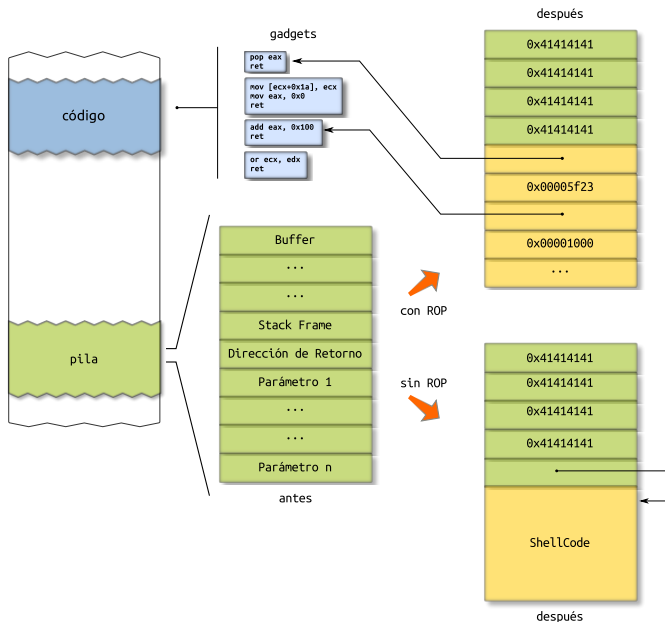 después
gadgets
0x41414141
0x41414141
0x41414141
0x41414141
0x00005f23
0x00001000
...
pop eax
ret
mov [ecx+0x1a], ecx
mov eax, 0x0
ret
add eax, 0x100
ret
or ecx, edx
ret
código
pila
Buffer
...
...
Stack Frame
Dirección de Retorno
Parámetro 1
...
...
Parámetro n
antes
con ROP
sin ROP
0x41414141
0x41414141
0x41414141
0x41414141
ShellCode
después